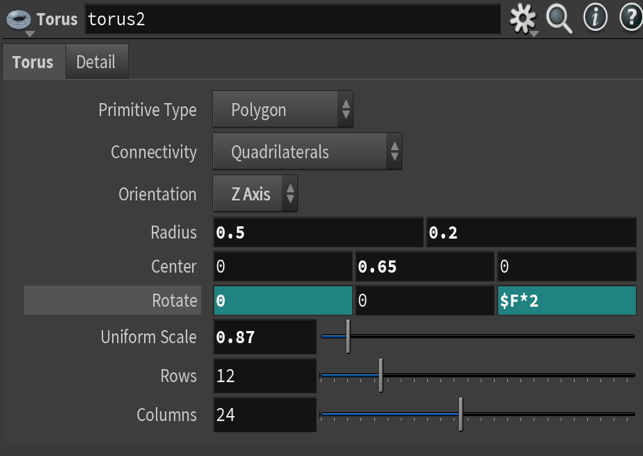 Torus torus2
Torus Detail
Primitive Type Polygon
Connectivity Quadrilaterals
Orientation Z Axis
Radius 0.5 0.2
Center 0 0.65 0
Rotate 0 0 $F*2
Uniform Scale 0.87
Rows 12
Columns 24